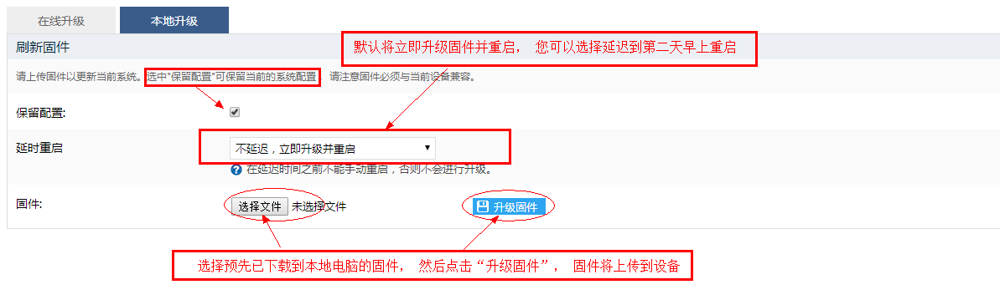 在线升级 本地升级
刷新固件
默认将立即升级固件并重启， 您可以选择延迟到第二天早上重启
请上传固件以更新当前系统。选中"保留配置"可保留当前的系统配置， 请注意固件必须与当前设备兼容。
保留配置:
延时重启
不延迟，立即升级并重启
在延迟时间之前不能手动重启，否则不会进行升级。
固件:
选择文件 未选择文件
升级固件
选择预先已下载到本地电脑的固件， 然后点击“升级固件”， 固件将上传到设备